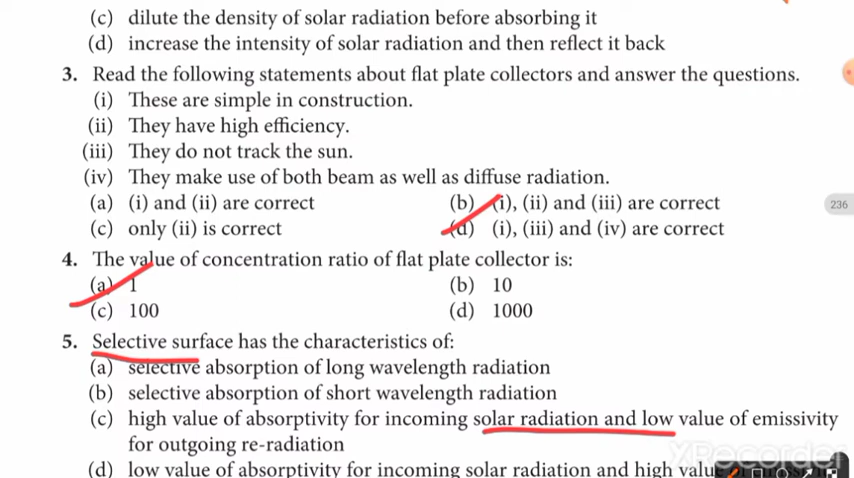 (c) dilute the density of solar radiation before absorbing it
(d) increase the intensity of solar radiation and then reflect it back
3. Read the following statements about flat plate collectors and answer the questions.
(i) These are simple in construction.
(ii) They have high efficiency.
(iii) They do not track the sun.
(iv) They make use of both beam as well as diffuse radiation.
(a) (i) and (ii) are correct (b) (i), (ii) and (iii) are correct
(c) only (ii) is correct (d) (i), (iii) and (iv) are correct
236
4. The value of concentration ratio of flat plate collector is:
(a) 1 (b) 10
(c) 100 (d) 1000
5. Selective surface has the characteristics of:
(a) selective absorption of long wavelength radiation
(b) selective absorption of short wavelength radiation
(c) high value of absorptivity for incoming solar radiation and low value of emissivity
for outgoing re-radiation
(d) low value of absorptivity for incoming solar radiation and high value
XRecorder